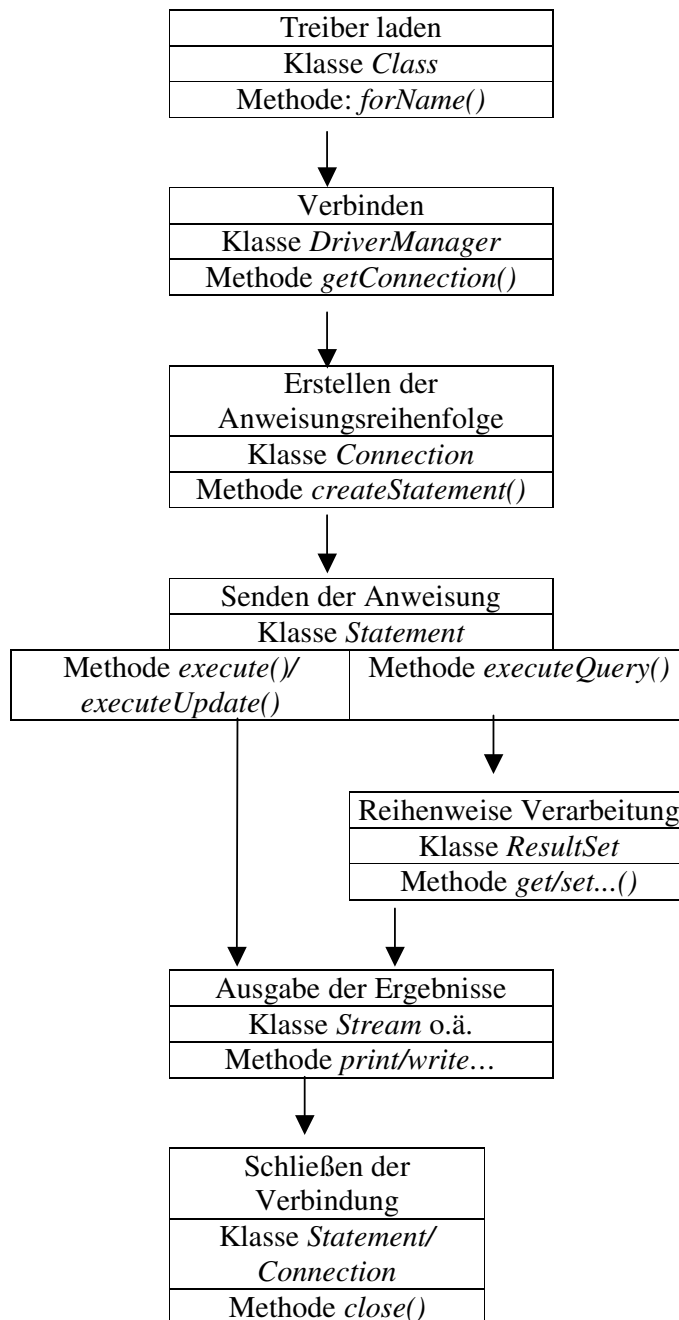 Treiber laden
Klasse Class
Methode: forName()
Verbinden
Klasse DriverManager
Methode getConnection()
Erstellen der
Anweisungsreihenfolge
Klasse Connection
Methode createStatement()
Senden der Anweisung
Klasse Statement
Methode execute()/
executeUpdate()
Methode executeQuery()
Reihenweise Verarbeitung
Klasse ResultSet
Methode get/set...()
Ausgabe der Ergebnisse
Klasse Stream o.ä.
Methode print/write…
Schließen der
Verbindung
Klasse Statement/
Connection
Methode close()